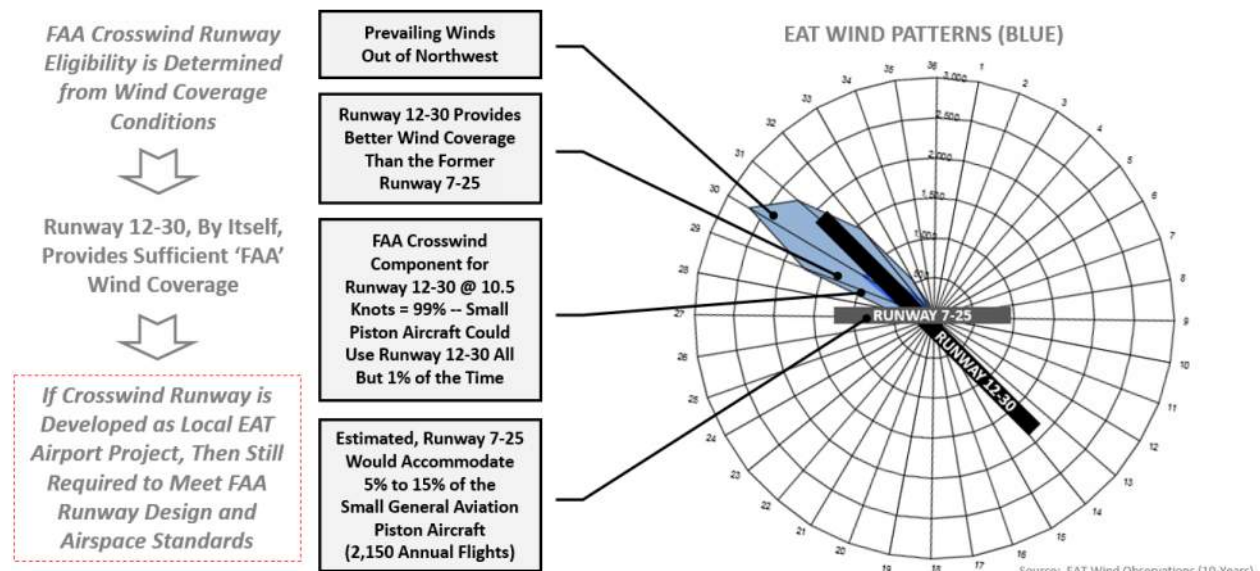 FAA Crosswind Runway
Eligibility is Determined
from Wind Coverage
Conditions
Runway 12-30, By Itself,
Provides Sufficient ‘FAA’
Wind Coverage
If Crosswind Runway is
Developed as Local EAT
Airport Project, Then Still
Required to Meet FAA
Runway Design and
Airspace Standards
Prevailing Winds
Out of Northwest
Runway 12-30 Provides
Better Wind Coverage
Than the Former
Runway 7-25
FAA Crosswind
Component for
Runway 12-30 @ 10.5
Knots = 99% -- Small
Piston Aircraft Could
Use Runway 12-30 All
But 1% of the Time
Estimated, Runway 7-25
Would Accommodate
5% to 15% of the
Small General Aviation
Piston Aircraft
(2,150 Annual Flights)
EAT WIND PATTERNS (BLUE)
36
1
2
3
4
5
6
7
8
9
10
11
12
13
14
15
16
17
18
19
20
21
22
23
24
25
26
27
28
29
30
31
32
33
34
35
3,000
2,500
2,000
1,500
1,000
500
RUNWAY 7-25
RUNWAY 12-30
Source: EAT Wind Observations (10-Years)